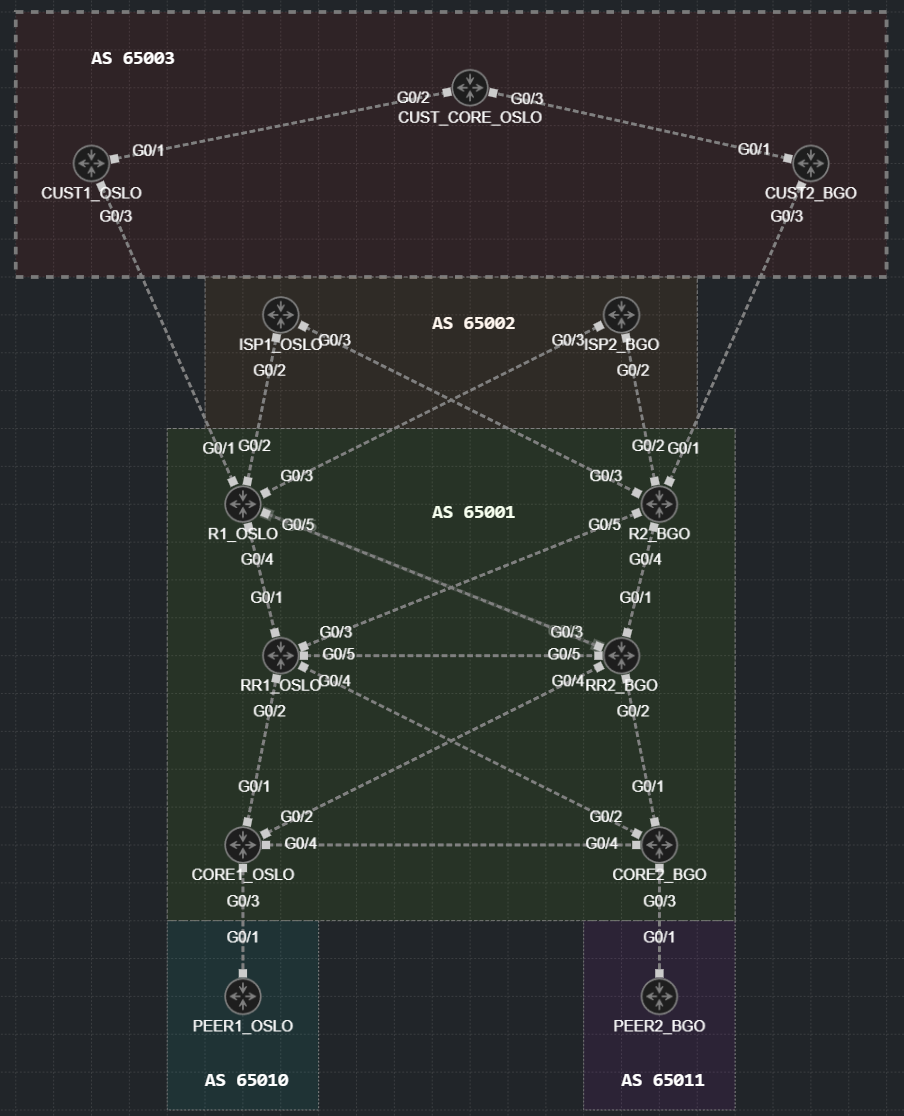 AS 65003
G0/2 G0/3
CUST_CORE_OSLO
G0/1 G0/1
CUST1_OSLO CUST2_BGO
G0/3 G0/3
AS 65002
ISP1_OSLO G0/3 G0/3 ISP2_BGO
G0/2 G0/2
G0/1 G0/2 G0/2 G0/1
G0/3 G0/3
AS 65001
G0/5 G0/5
R1_OSLO R2_BGO
G0/4 G0/4
G0/1 G0/1
G0/3 G0/3
G0/5 G0/5
RR1_OSLO G0/4 G0/4 RR2_BGO
G0/2 G0/2
G0/1 G0/1
G0/2 G0/2
G0/4 G0/4
CORE1_OSLO CORE2_BGO
G0/3 G0/3
G0/1 G0/1
PEER1_OSLO PEER2_BGO
AS 65010 AS 65011